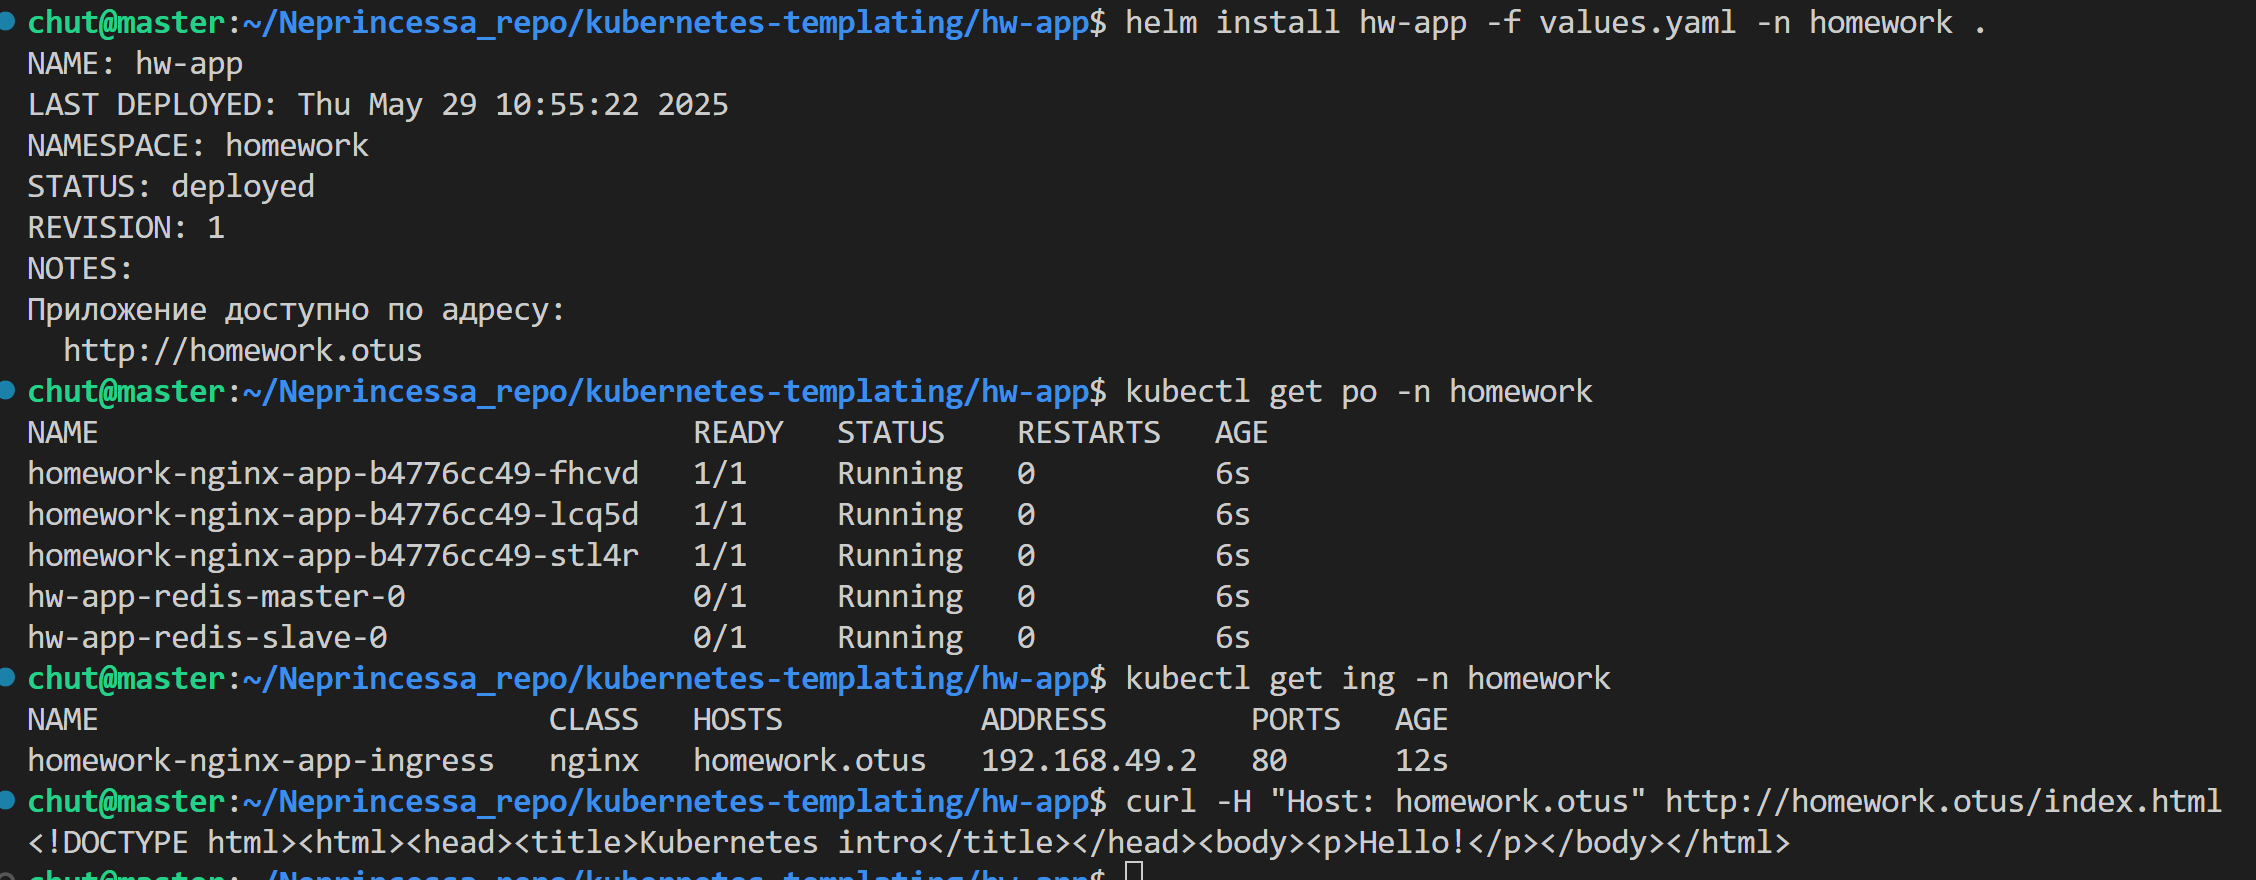 chut@master:~/Neprincessa_repo/kubernetes-templating/hw-app$ helm install hw-app -f values.yaml -n homework .
NAME: hw-app
LAST DEPLOYED: Thu May 29 10:55:22 2025
NAMESPACE: homework
STATUS: deployed
REVISION: 1
NOTES:
Приложение доступно по адресу:
  http://homework.otus
chut@master:~/Neprincessa_repo/kubernetes-templating/hw-app$ kubectl get po -n homework
NAME                                 READY   STATUS    RESTARTS   AGE
homework-nginx-app-b4776cc49-fhcvd   1/1     Running   0          6s
homework-nginx-app-b4776cc49-lcq5d   1/1     Running   0          6s
homework-nginx-app-b4776cc49-stl4r   1/1     Running   0          6s
hw-app-redis-master-0                0/1     Running   0          6s
hw-app-redis-slave-0                 0/1     Running   0          6s
chut@master:~/Neprincessa_repo/kubernetes-templating/hw-app$ kubectl get ing -n homework
NAME                         CLASS   HOSTS           ADDRESS        PORTS   AGE
homework-nginx-app-ingress   nginx   homework.otus   192.168.49.2   80      12s
chut@master:~/Neprincessa_repo/kubernetes-templating/hw-app$ curl -H "Host: homework.otus" http://homework.otus/index.html
<!DOCTYPE html><html><head><title>Kubernetes intro</title></head><body><p>Hello!</p></body></html>
chut@master:~/Neprincessa_repo/kubernetes-templating/hw-app$